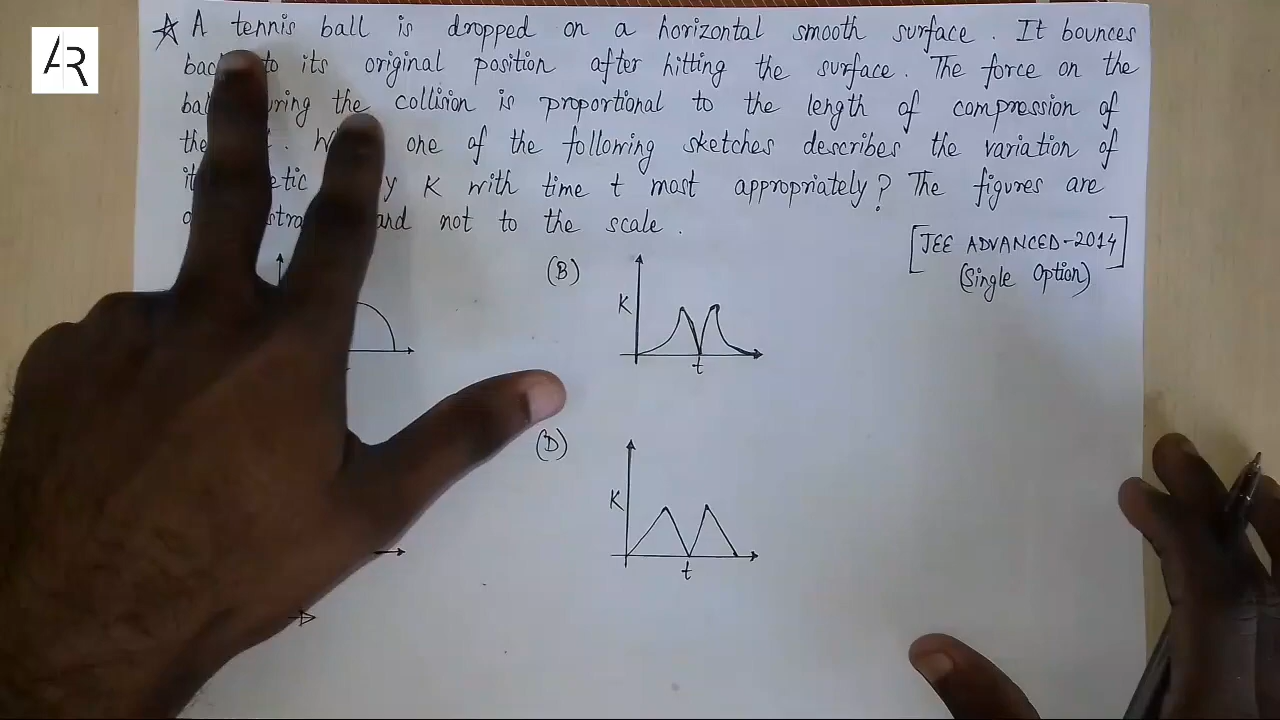 AR
☆ A tennis ball is dropped on a horizontal smooth surface . It bounces
to its original position after hitting the surface . The force on the
the collision is proportional to the length of compression of
one of the following sketches describes the variation of
K with time t most appropriately ? The figures are
and not to the scale .
[JEE ADVANCED-2014]
(Single Option)
(B)
K
t
(D)
K
t